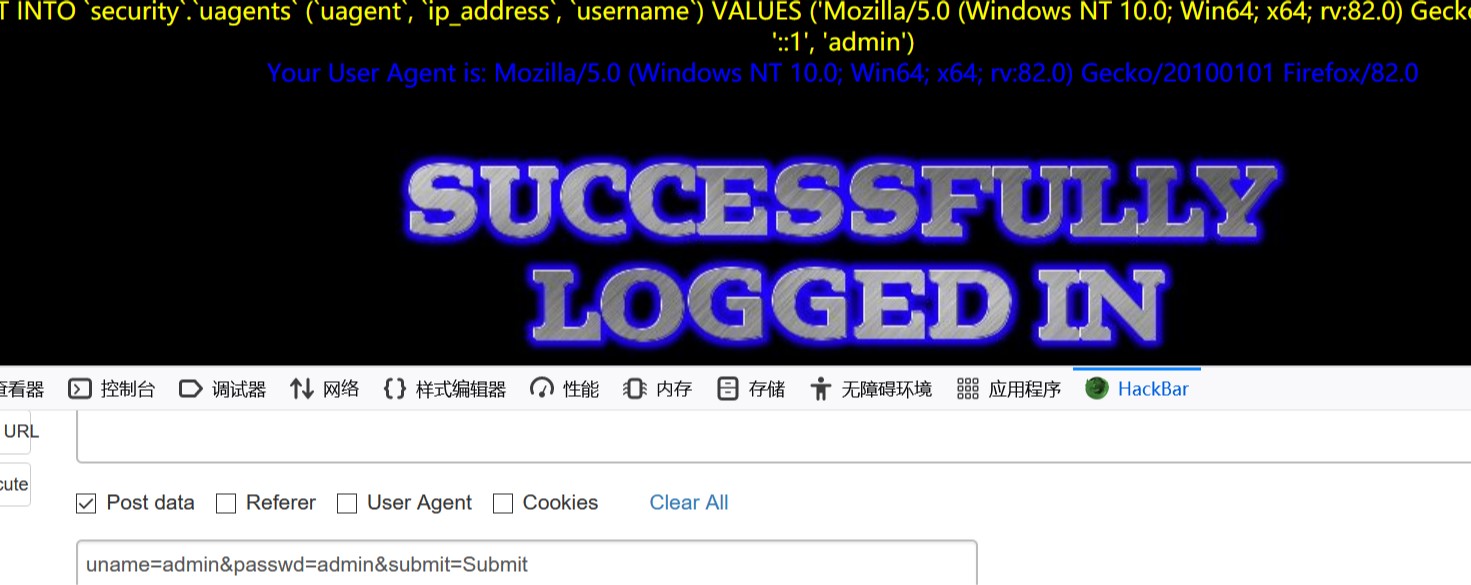 T INTO `security`.`uagents` (`uagent`, `ip_address`, `username`) VALUES ('Mozilla/5.0 (Windows NT 10.0; Win64; x64; rv:82.0) Geck
'::1', 'admin')
Your User Agent is: Mozilla/5.0 (Windows NT 10.0; Win64; x64; rv:82.0) Gecko/20100101 Firefox/82.0
SUCCESSFULLY
LOGGED IN
查看器 控制台 调试器 网络 {} 样式编辑器 性能 内存 存储 无障碍环境 应用程序 HackBar
URL
cute
Post data Referer User Agent Cookies Clear All
uname=admin&passwd=admin&submit=Submit